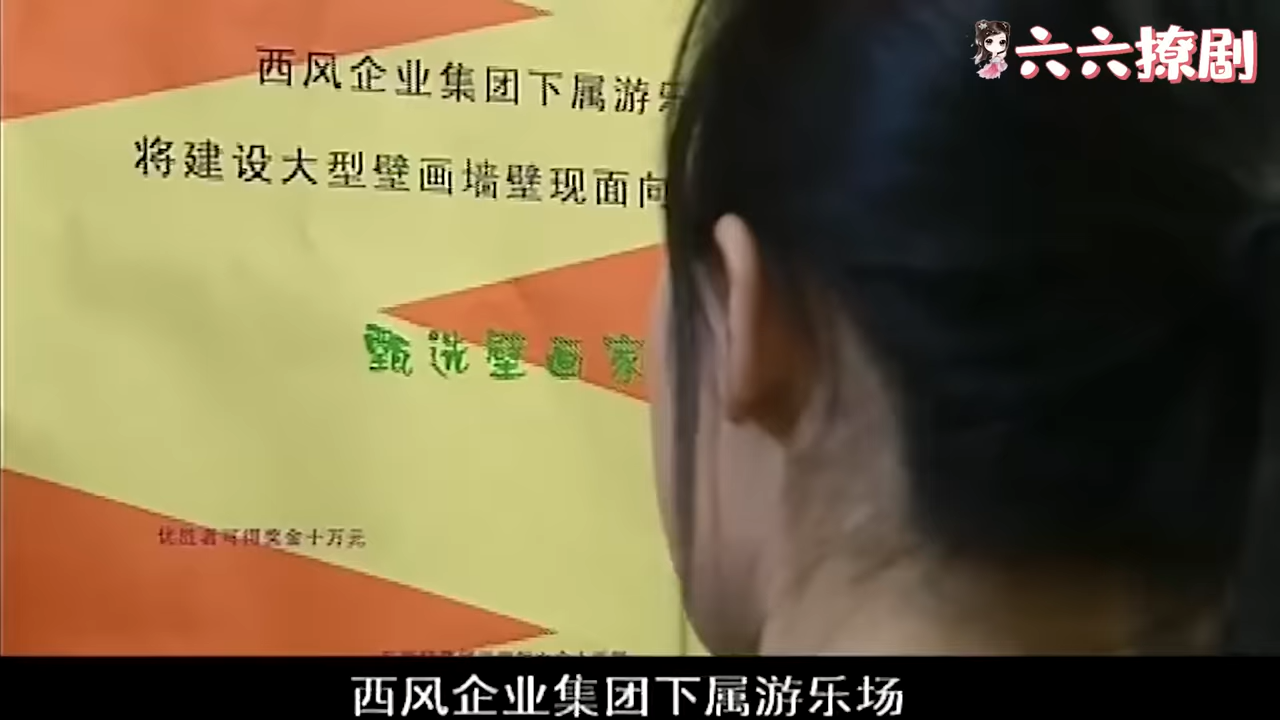 六六撩剧
西风企业集团下属游乐
将建设大型壁画墙壁现面向
甄选壁画家
优胜者可得奖金十万元
西风企业集团下属游乐场